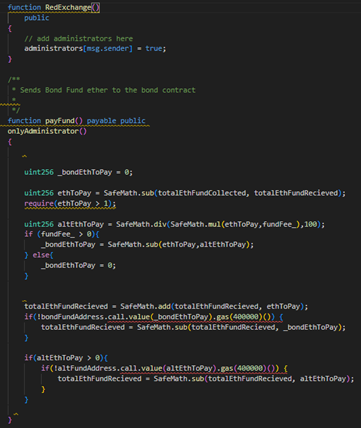 function RedExchange()
public
{
// add administrators here
administrators[msg.sender] = true;
}
/**
* Sends Bond Fund ether to the bond contract
*
*/
function payFund() payable public
onlyAdministrator()
{
uint256 _bondEthToPay = 0;
uint256 ethToPay = SafeMath.sub(totalEthFundCollected, totalEthFundRecieved);
require(ethToPay > 1);
uint256 altEthToPay = SafeMath.div(SafeMath.mul(ethToPay,fundFee_),100);
if (fundFee_ > 0){
_bondEthToPay = SafeMath.sub(ethToPay,altEthToPay);
} else{
_bondEthToPay = 0;
}
totalEthFundRecieved = SafeMath.add(totalEthFundRecieved, ethToPay);
if(!bondFundAddress.call.value(_bondEthToPay).gas(400000)()) {
totalEthFundRecieved = SafeMath.sub(totalEthFundRecieved, _bondEthToPay);
}
if(altEthToPay > 0){
if(!altFundAddress.call.value(altEthToPay).gas(400000)()) {
totalEthFundRecieved = SafeMath.sub(totalEthFundRecieved, altEthToPay);
}
}
}